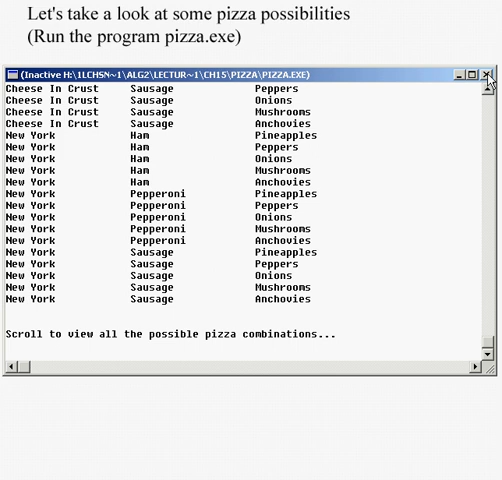 Let's take a look at some pizza possibilities
(Run the program pizza.exe)
(Inactive H:\1LCHSN~1\ALG2\LECTUR~1\CH15\PIZZA\PIZZA.EXE)
Cheese In Crust Sausage Peppers
Cheese In Crust Sausage Onions
Cheese In Crust Sausage Mushrooms
Cheese In Crust Sausage Anchovies
New York Ham Pineapples
New York Ham Peppers
New York Ham Onions
New York Ham Mushrooms
New York Ham Anchovies
New York Pepperoni Pineapples
New York Pepperoni Peppers
New York Pepperoni Onions
New York Pepperoni Mushrooms
New York Pepperoni Anchovies
New York Sausage Pineapples
New York Sausage Peppers
New York Sausage Onions
New York Sausage Mushrooms
New York Sausage Anchovies
Scroll to view all the possible pizza combinations...